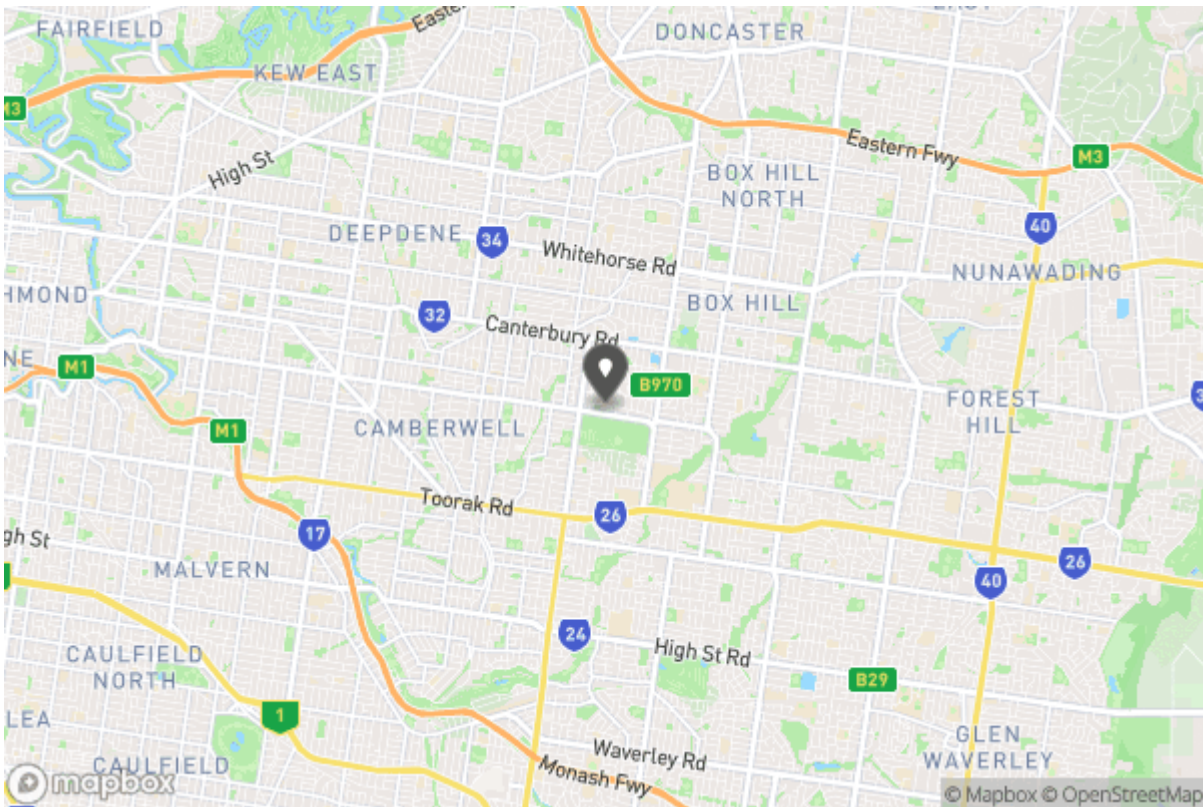 FAIRFIELD
DONCASTER
KEW EAST
M3
High St
Eastern Fwy
M3
BOX HILL
NORTH
40
DEEPDENE
34
Whitehorse Rd
NUNAWADING
HMOND
32
BOX HILL
Canterbury Rd
NE
M1
B970
FOREST
HILL
3
M1
CAMBERWELL
Toorak Rd
26
17
gh St
26
40
MALVERN
24
High St Rd
CAULFIELD
NORTH
B29
1
LEA
GLEN
WAVERLEY
Waverley Rd
CAULFIELD
Monash Fwy
mapbox
© Mapbox © OpenStreetMap